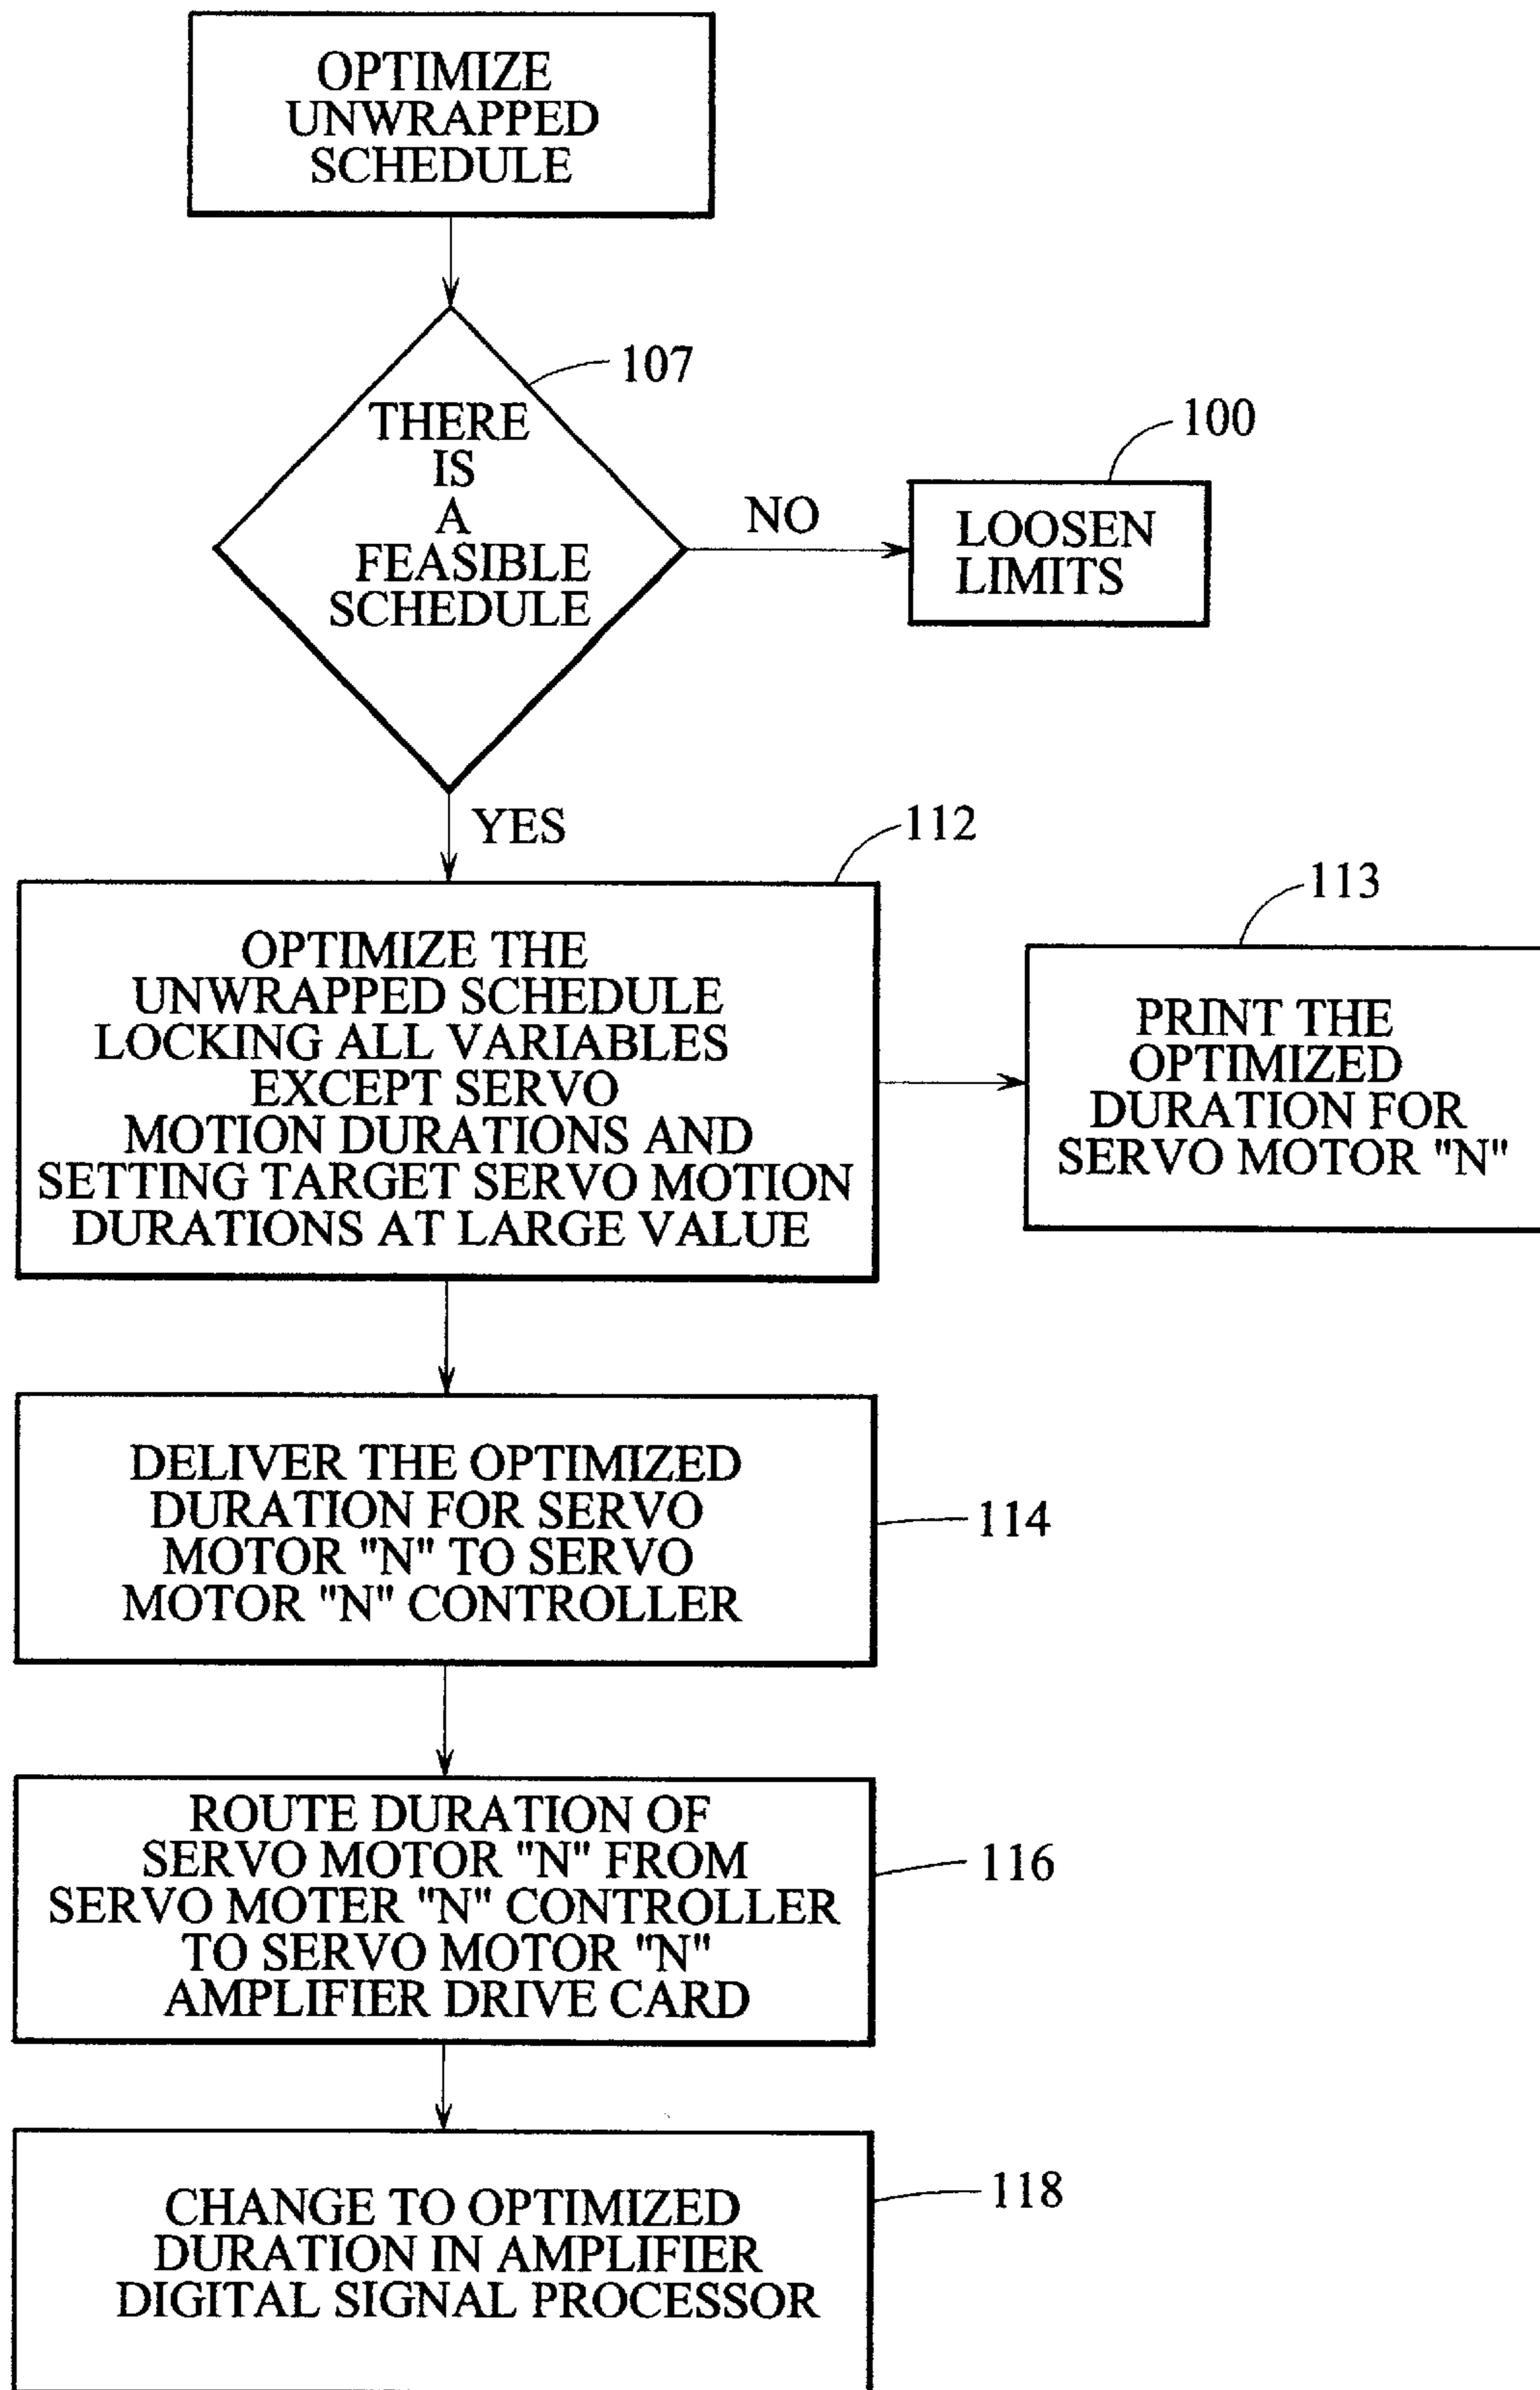 OPTIMIZE
UNWRAPPED
SCHEDULE
107
THERE
IS
A
FEASIBLE
SCHEDULE
NO
100
LOOSEN
LIMITS
YES
112
OPTIMIZE THE
UNWRAPPED SCHEDULE
LOCKING ALL VARIABLES
EXCEPT SERVO
MOTION DURATIONS AND
SETTING TARGET SERVO MOTION
DURATIONS AT LARGE VALUE
113
PRINT THE
OPTIMIZED
DURATION FOR
SERVO MOTOR "N"
DELIVER THE OPTIMIZED
DURATION FOR SERVO
MOTOR "N" TO SERVO
MOTOR "N" CONTROLLER
114
ROUTE DURATION OF
SERVO MOTOR "N" FROM
SERVO MOTER "N" CONTROLLER
TO SERVO MOTOR "N"
AMPLIFIER DRIVE CARD
116
CHANGE TO OPTIMIZED
DURATION IN AMPLIFIER
DIGITAL SIGNAL PROCESSOR
118